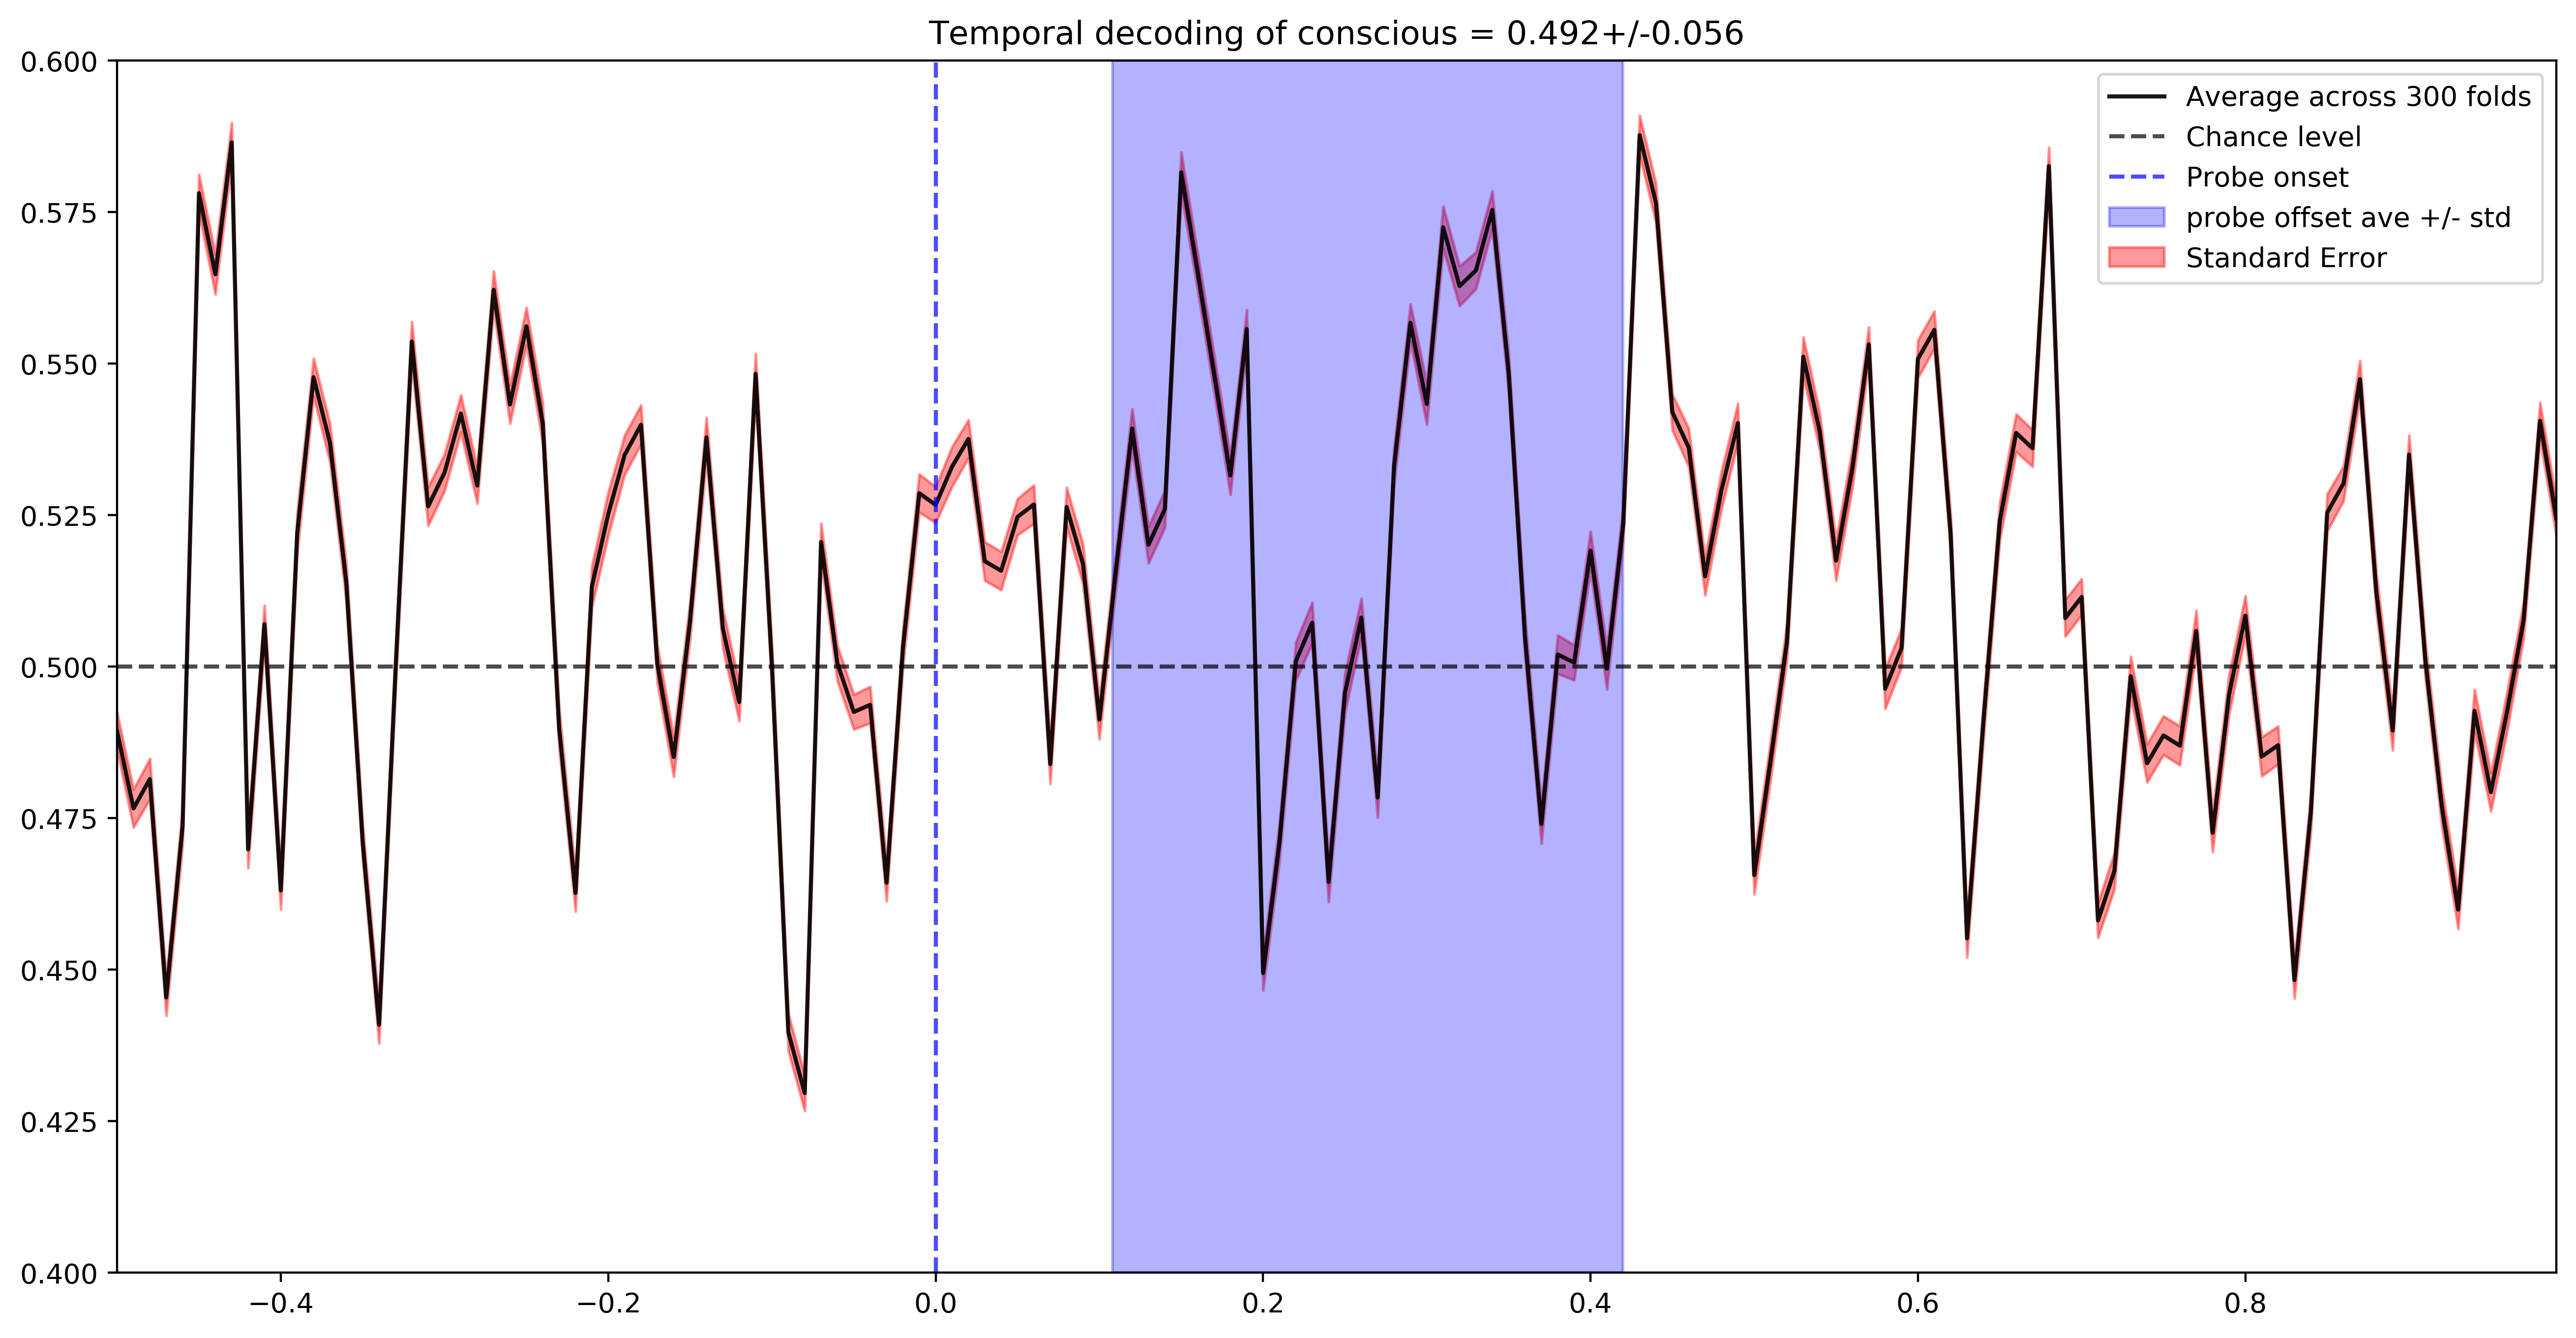 Temporal decoding of conscious = 0.492+/-0.056
0.600
0.575
0.550
0.525
0.500
0.475
0.450
0.425
0.400
Average across 300 folds
Chance level
Probe onset
probe offset ave +/- std
Standard Error
−0.4
−0.2
0.0
0.2
0.4
0.6
0.8